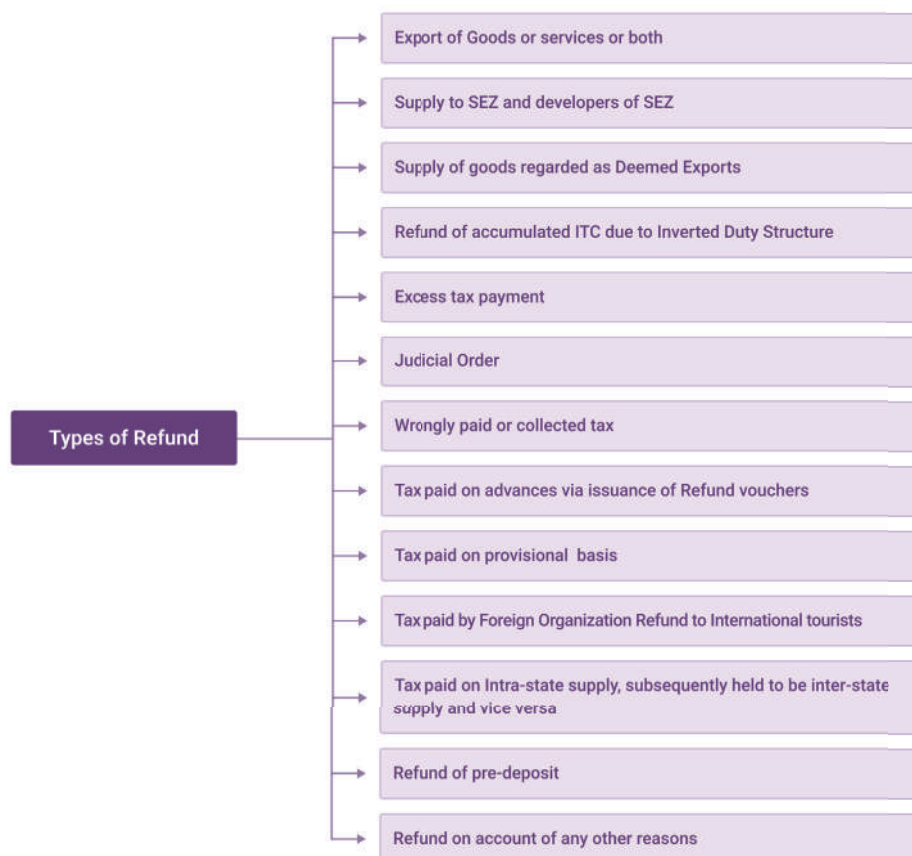 Export of Goods or services or both
Supply to SEZ and developers of SEZ
Supply of goods regarded as Deemed Exports
Refund of accumulated ITC due to Inverted Duty Structure
Excess tax payment
Judicial Order
Types of Refund
Wrongly paid or collected tax
Tax paid on advances via issuance of Refund vouchers
Tax paid on provisional basis
Tax paid by Foreign Organization Refund to International tourists
Tax paid on Intra-state supply, subsequently held to be inter-state
supply and vice versa
Refund of pre-deposit
Refund on account of any other reasons